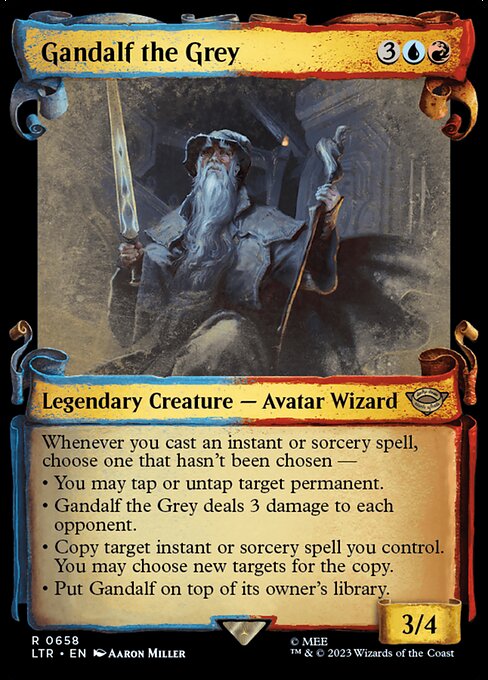 Gandalf the Grey 3
Legendary Creature — Avatar Wizard
Whenever you cast an instant or sorcery spell,
choose one that hasn't been chosen —
• You may tap or untap target permanent.
• Gandalf the Grey deals 3 damage to each
opponent.
• Copy target instant or sorcery spell you control.
You may choose new targets for the copy.
• Put Gandalf on top of its owner's library.
3/4
R 0658
LTR • EN Aaron Miller
© MEE
™ & © 2023 Wizards of the Coast